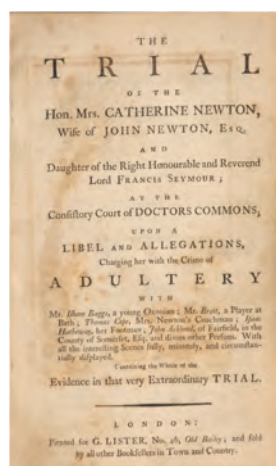 THE
TRIAL
OF THE
Hon. Mrs. CATHERINE NEWTON,
Wife of JOHN NEWTON, Esq.
AND
Daughter of the Right Honourable and Reverend
Lord FRANCIS SEYMOUR;
AT THE
Consistory Court of DOCTORS COMMONS,
UPON A
LIBEL AND ALLEGATIONS,
Charging her with the Crime of
ADULTERY
WITH
Mr. Isham Baggs, a young Oxonian; Mr. Brett, a Player at
Bath; Thomas Cope, Mrs. Newton's Coachman; Isaac
Hatheway, her Footman; John Ackland, of Fairfield, in the
County of Somerset, Esq. and divers other Persons. With
all the interesting Scenes fully, minutely, and circumstan-
tially displayed.
Containing the Whole of the
Evidence in that very Extraordinary TRIAL.
LONDON:
Printed for G. LISTER, No. 46, Old Bailey; and sold
by all other Booksellers in Town and Country.